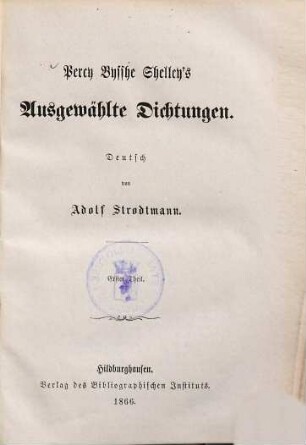 Percy Bysshe Shelley's
Ausgewählte Dichtungen.
Deutsch
von
Adolf Strodtmann.
Erster Theil.
Hildburghausen.
Verlag des Bibliographischen Instituts.
1866.